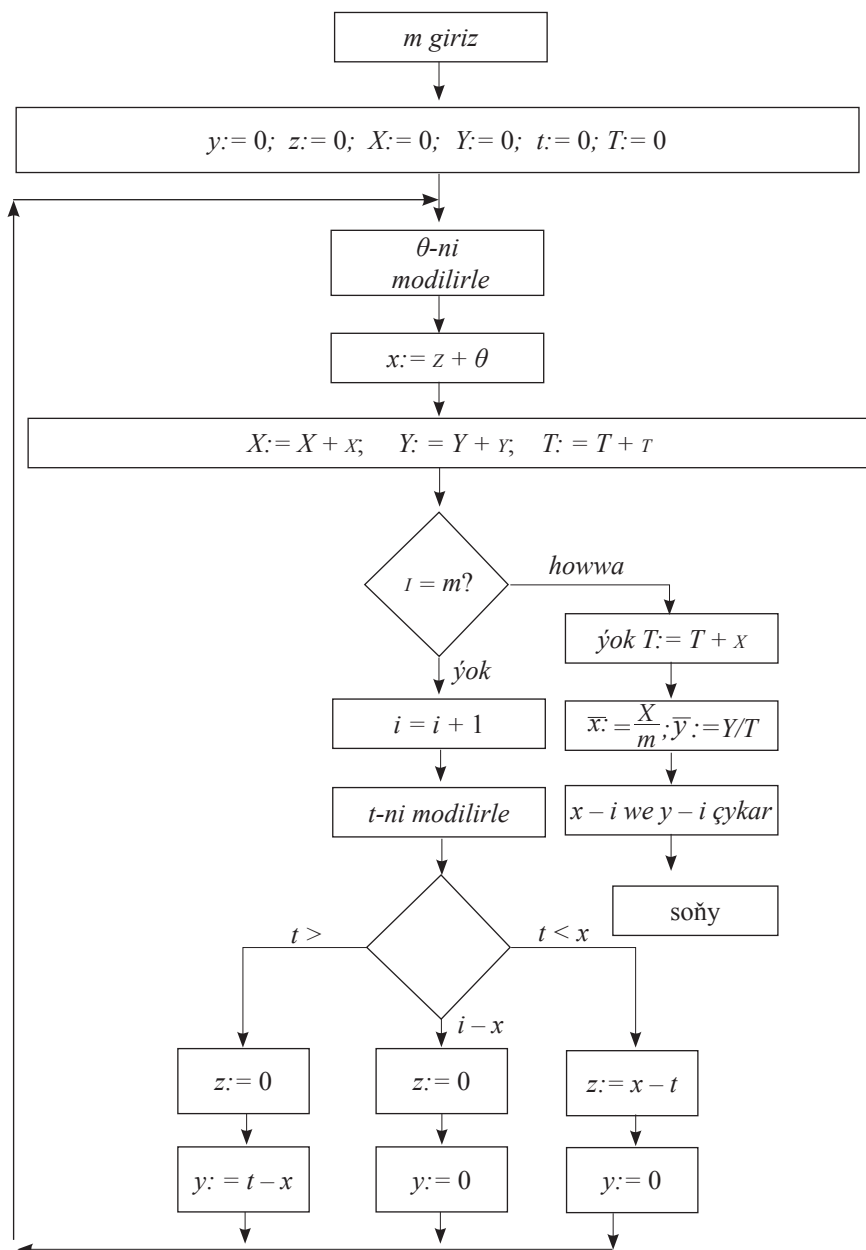 m giriz
y:= 0; z:= 0; X:= 0; Y:= 0; t:= 0; T:= 0
θ-ni
modilirle
x:= z + θ
X:= X + x; Y: = Y + Y; T: = T + T
I = m?
howwa
ýok T:= T + x
ýok
i = i + 1
x̅:= X/m; y̅ := Y/T
t-ni modilirle
x – i we y – i çykar
soňy
t >
t < x
i – x
z:= 0
z:= 0
z:= x – t
y: = t – x
y:= 0
y:= 0